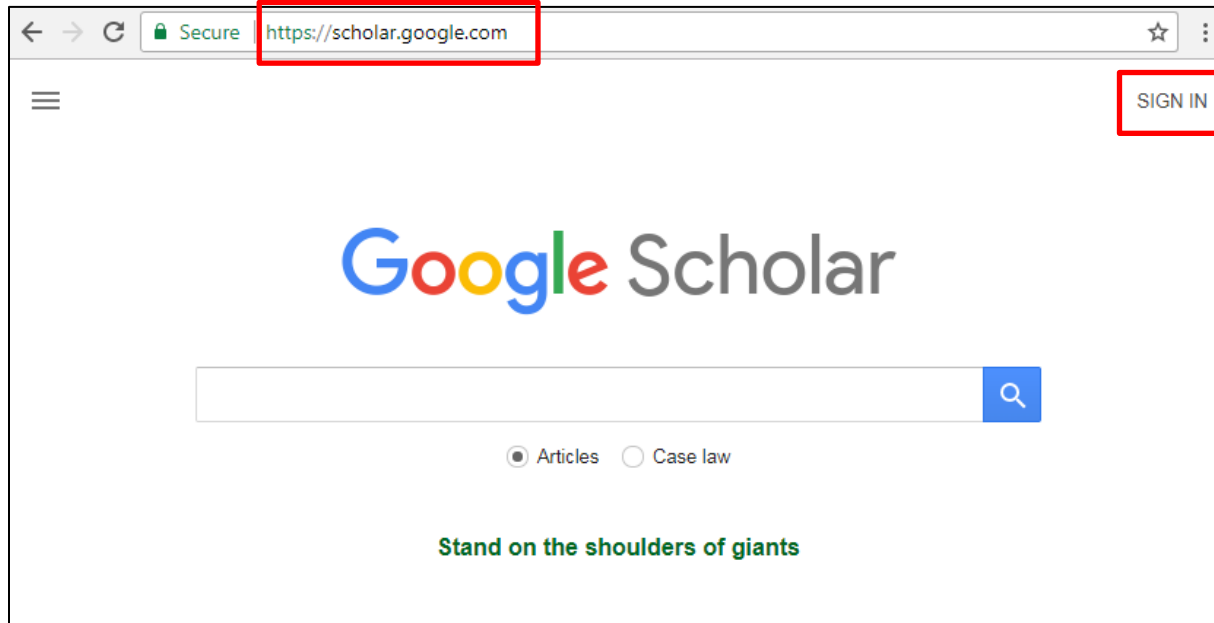 Secure https://scholar.google.com
SIGN IN
Google Scholar
Articles Case law
Stand on the shoulders of giants